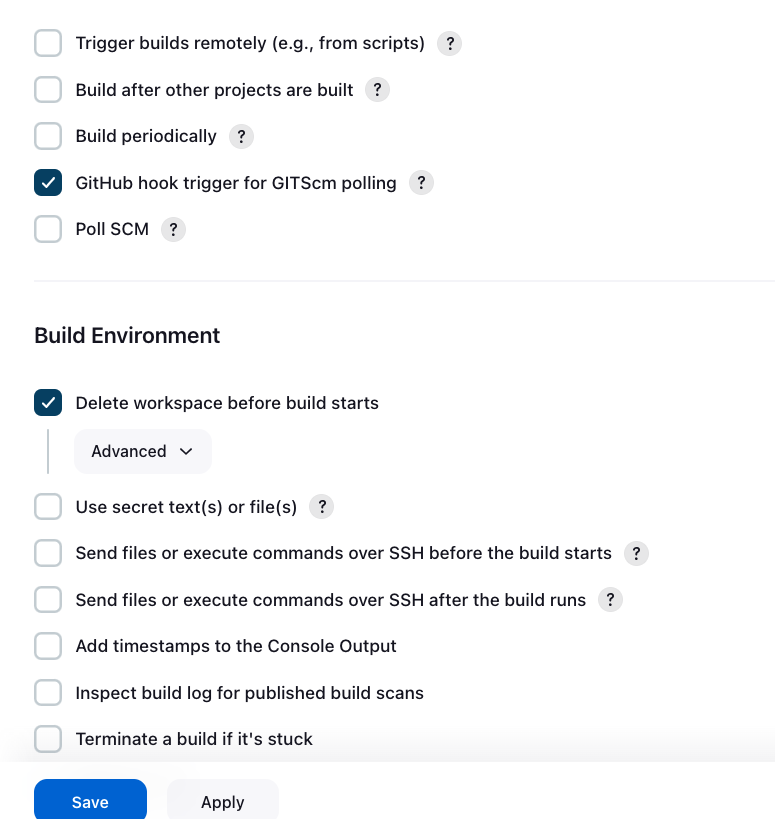 Trigger builds remotely (e.g., from scripts) ?
Build after other projects are built ?
Build periodically ?
GitHub hook trigger for GITScm polling ?
Poll SCM ?
Build Environment
Delete workspace before build starts
Advanced
Use secret text(s) or file(s) ?
Send files or execute commands over SSH before the build starts ?
Send files or execute commands over SSH after the build runs ?
Add timestamps to the Console Output
Inspect build log for published build scans
Terminate a build if it's stuck
Save Apply